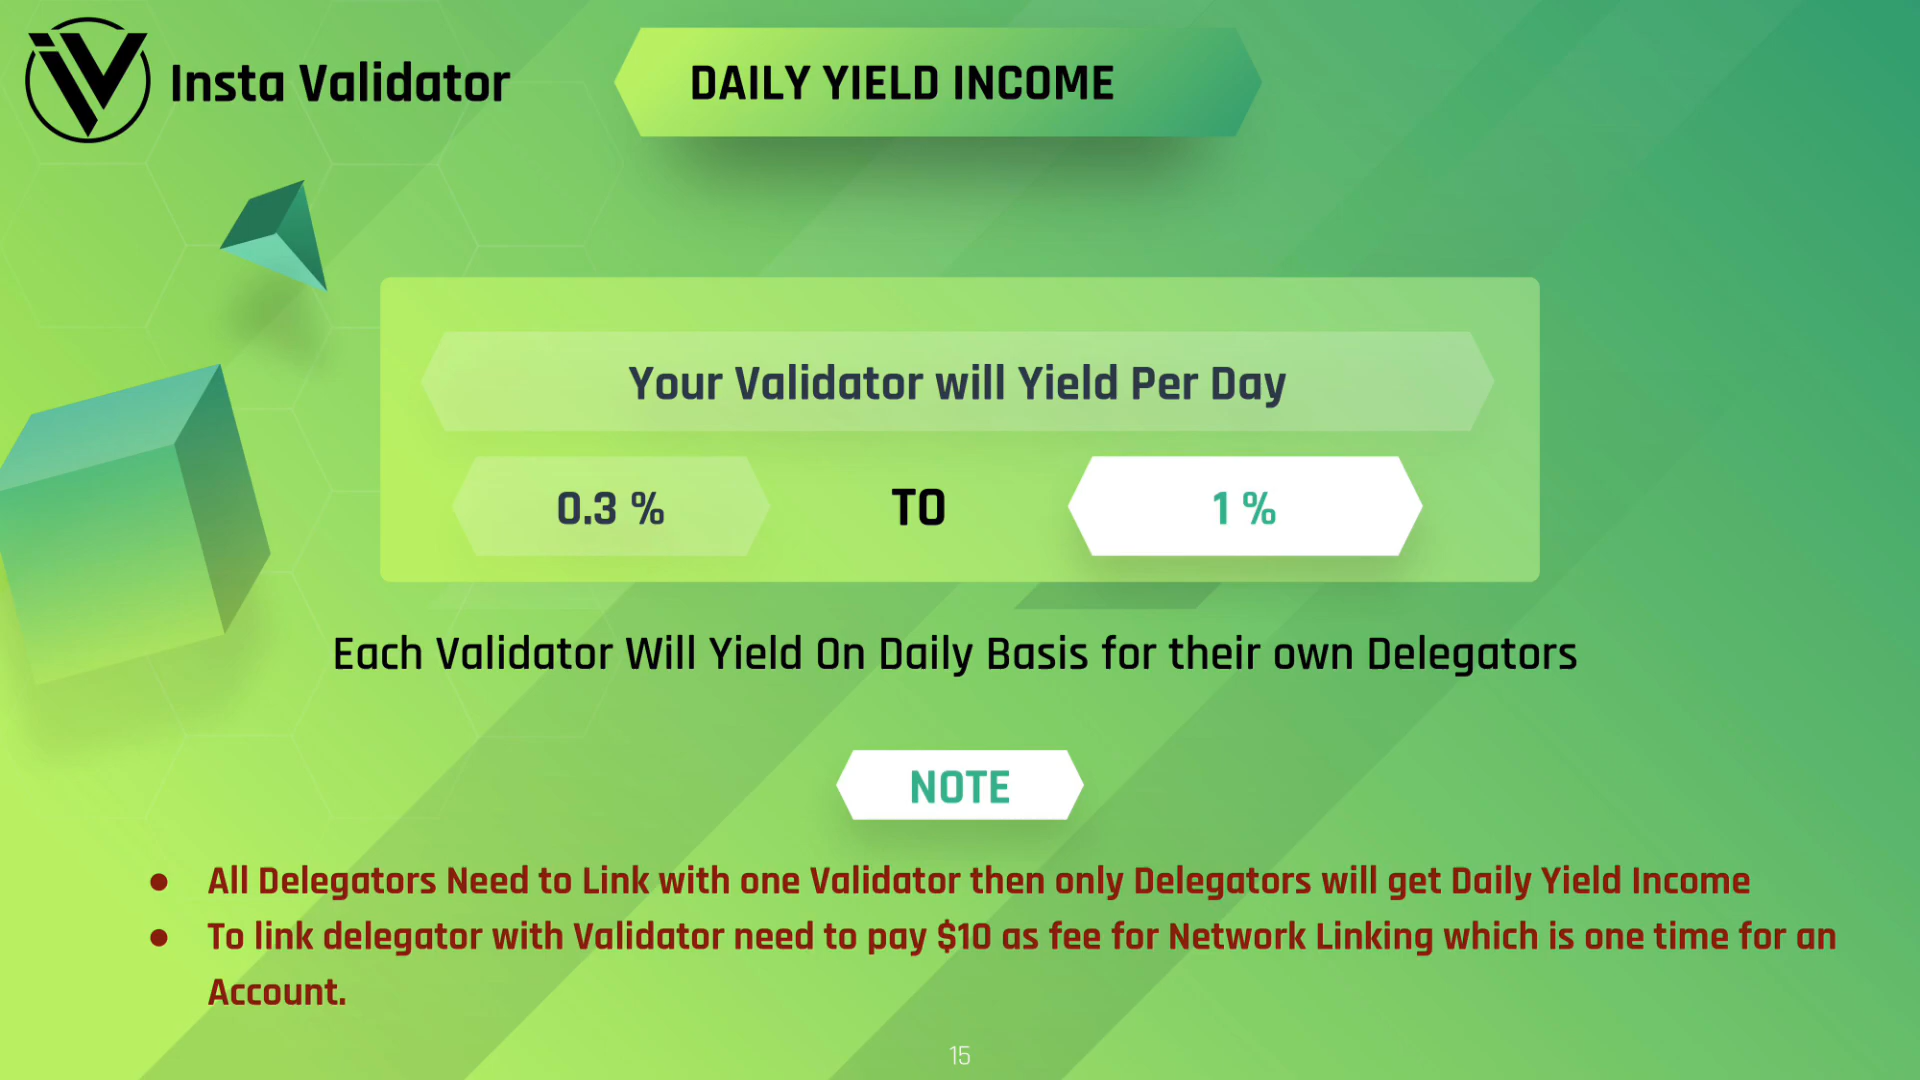 Insta Validator
DAILY YIELD INCOME
Your Validator will Yield Per Day
0.3 % TO 1 %
Each Validator Will Yield On Daily Basis for their own Delegators
NOTE
● All Delegators Need to Link with one Validator then only Delegators will get Daily Yield Income
● To link delegator with Validator need to pay $10 as fee for Network Linking which is one time for an
Account.
15